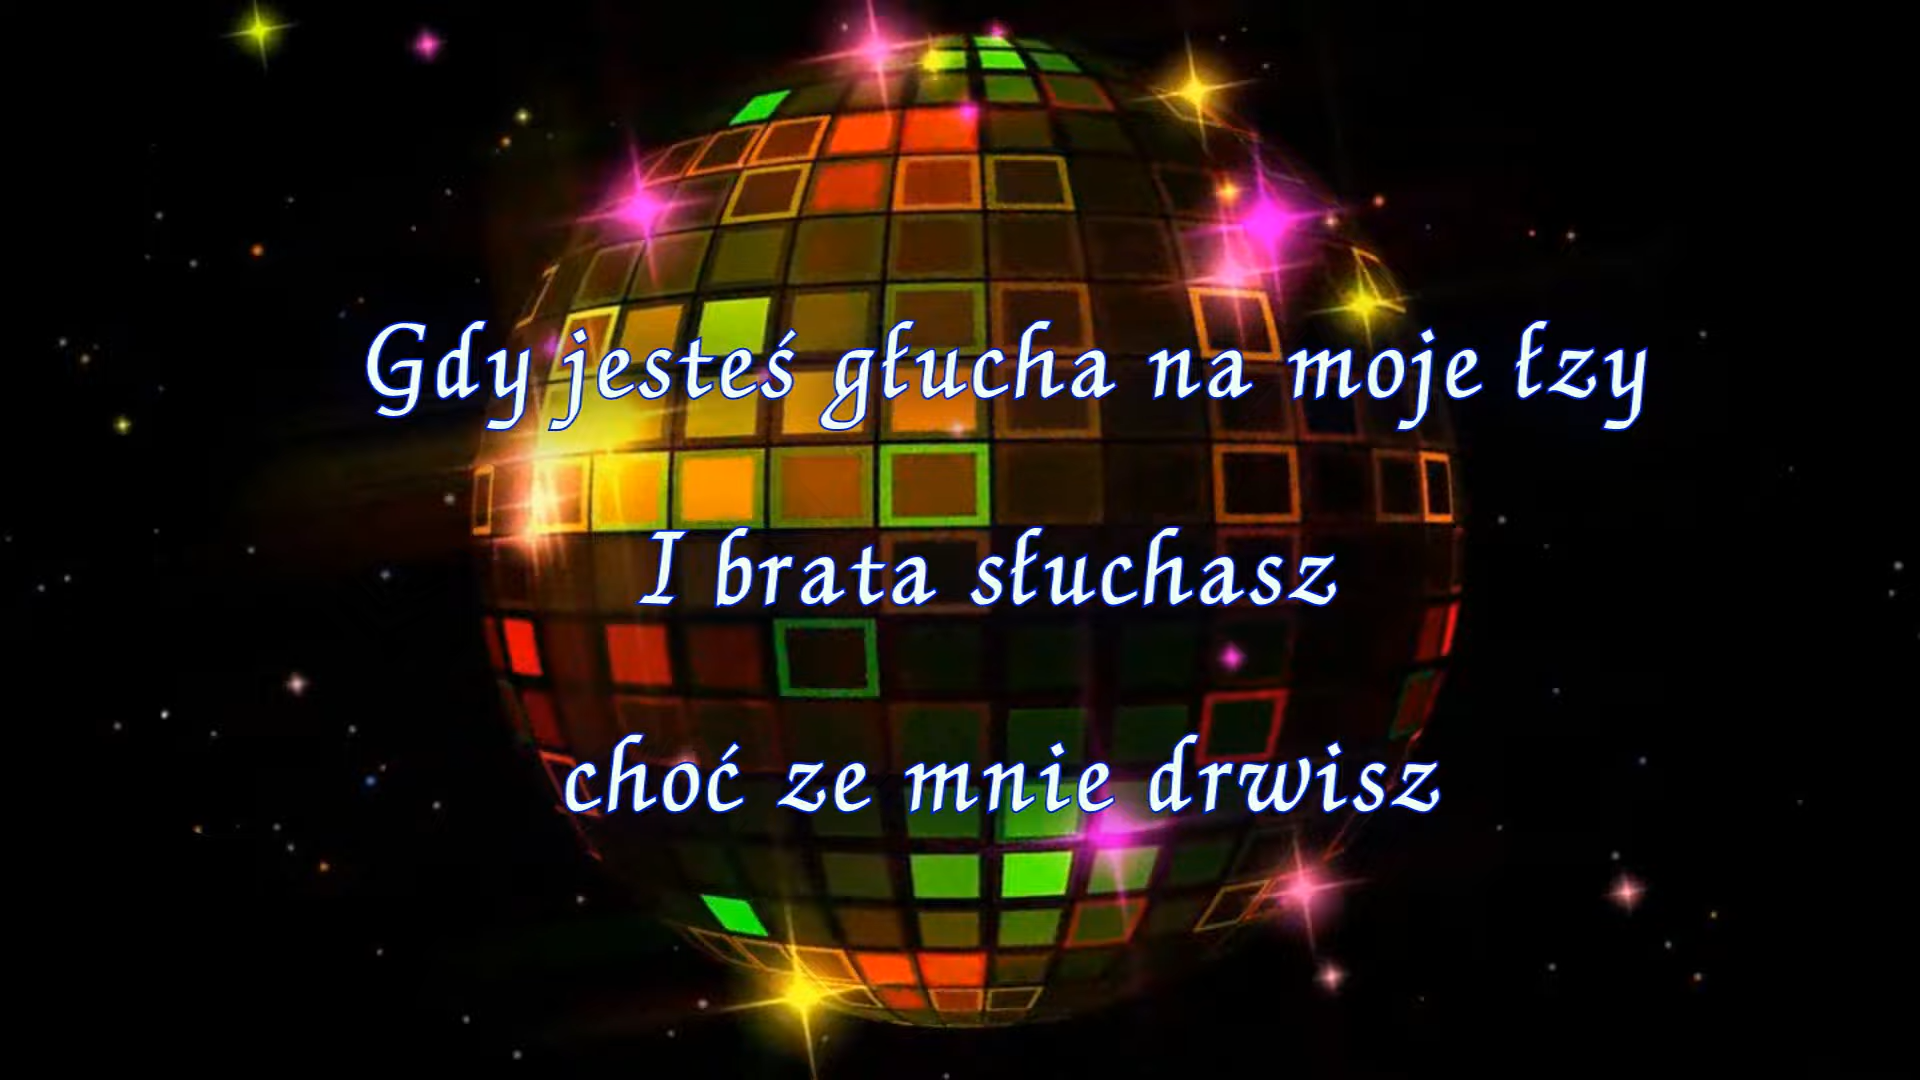 Gdy jesteś głucha na moje łzy
I brata słuchasz
choć ze mnie drwisz